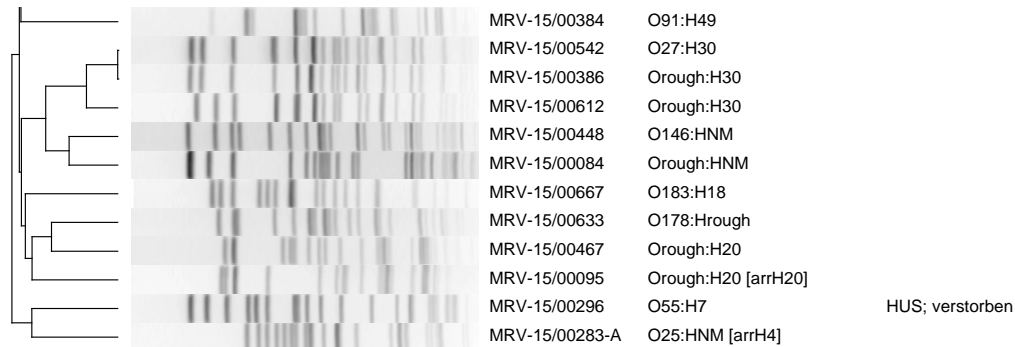 MRV-15/00384 O91:H49
MRV-15/00542 O27:H30
MRV-15/00386 Orough:H30
MRV-15/00612 Orough:H30
MRV-15/00448 O146:HNM
MRV-15/00084 Orough:HNM
MRV-15/00667 O183:H18
MRV-15/00633 O178:Hrough
MRV-15/00467 Orough:H20
MRV-15/00095 Orough:H20 [arrH20]
MRV-15/00296 O55:H7 HUS; verstorben
MRV-15/00283-A O25:HNM [arrH4]